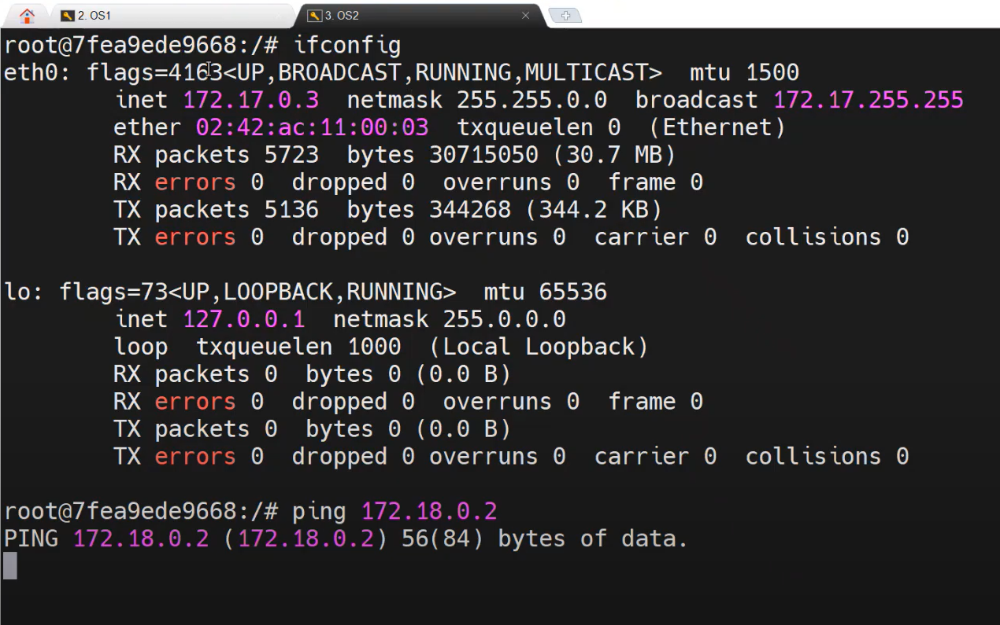 2. OS1
3. OS2
root@7fea9ede9668:/# ifconfig
eth0: flags=4163<UP,BROADCAST,RUNNING,MULTICAST>  mtu 1500
        inet 172.17.0.3  netmask 255.255.0.0  broadcast 172.17.255.255
        ether 02:42:ac:11:00:03  txqueuelen 0  (Ethernet)
        RX packets 5723  bytes 30715050 (30.7 MB)
        RX errors 0  dropped 0  overruns 0  frame 0
        TX packets 5136  bytes 344268 (344.2 KB)
        TX errors 0  dropped 0 overruns 0  carrier 0  collisions 0
lo: flags=73<UP,LOOPBACK,RUNNING>  mtu 65536
        inet 127.0.0.1  netmask 255.0.0.0
        loop  txqueuelen 1000  (Local Loopback)
        RX packets 0  bytes 0 (0.0 B)
        RX errors 0  dropped 0  overruns 0  frame 0
        TX packets 0  bytes 0 (0.0 B)
        TX errors 0  dropped 0 overruns 0  carrier 0  collisions 0
root@7fea9ede9668:/# ping 172.18.0.2
PING 172.18.0.2 (172.18.0.2) 56(84) bytes of data.